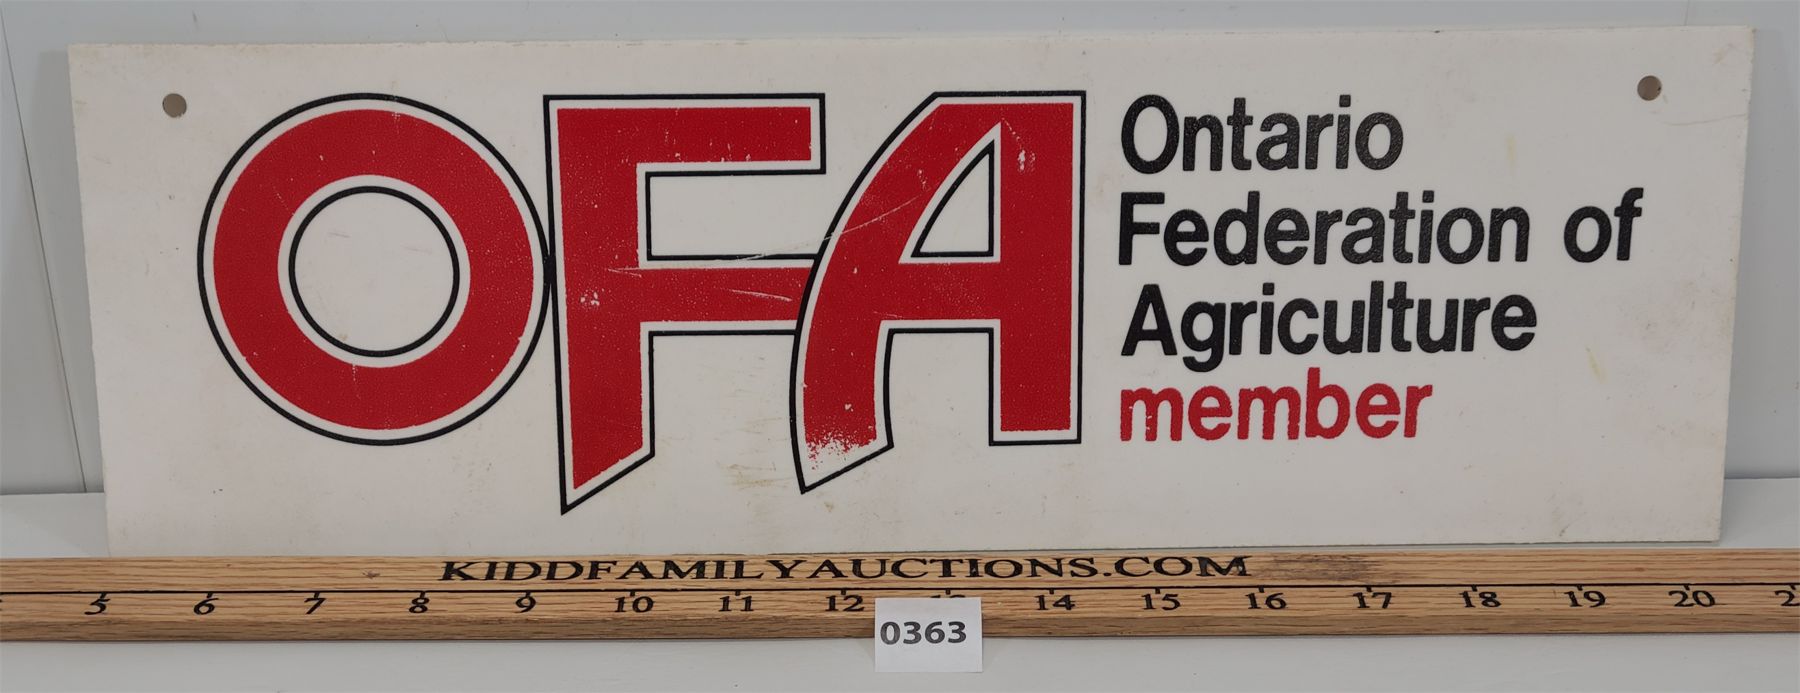 OFA
Ontario
Federation of
Agriculture
member
KIDDFAMILYAUCTIONS.COM
5 6 7 8 9 10 11 12 13 14 15 16 17 18 19 20
0363